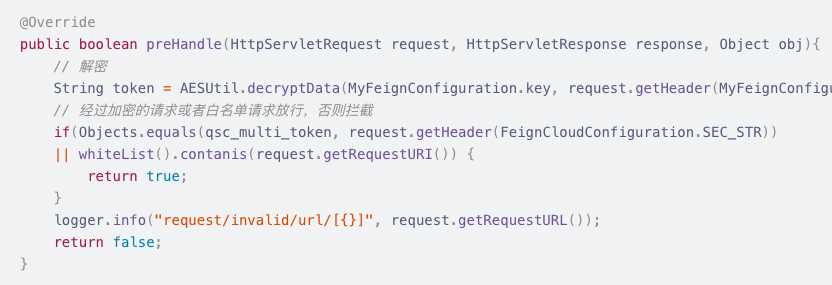 @Override
public boolean preHandle(HttpServletRequest request, HttpServletResponse response, Object obj){
// 解密
String token = AESUtil.decryptData(MyFeignConfiguration.key, request.getHeader(MyFeignConfigu
// 经过加密的请求或者白名单请求放行，否则拦截
if(Objects.equals(qsc_multi_token, request.getHeader(FeignCloudConfiguration.SEC_STR))
|| whiteList().contanis(request.getRequestURI()) {
return true;
}
logger.info("request/invalid/url/[{}]", request.getRequestURL());
return false;
}